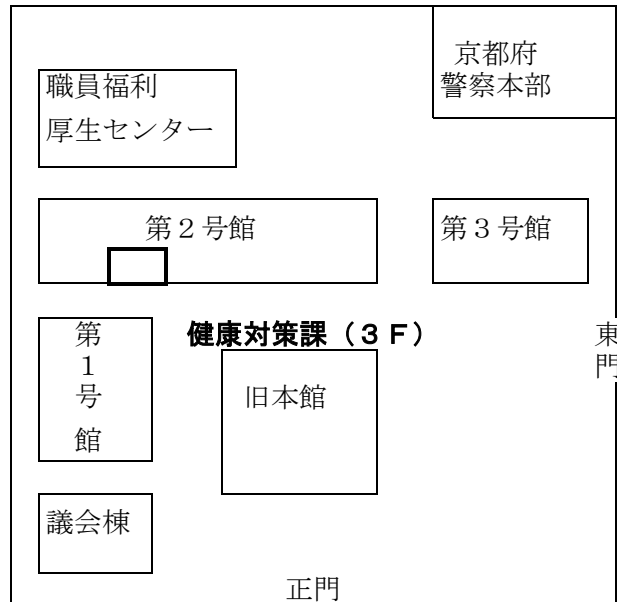 京都府
警察本部
職員福利
厚生センター
第２号館
第３号館
第１号館
健康対策課（３Ｆ）
東門
旧本館
議会棟
正門